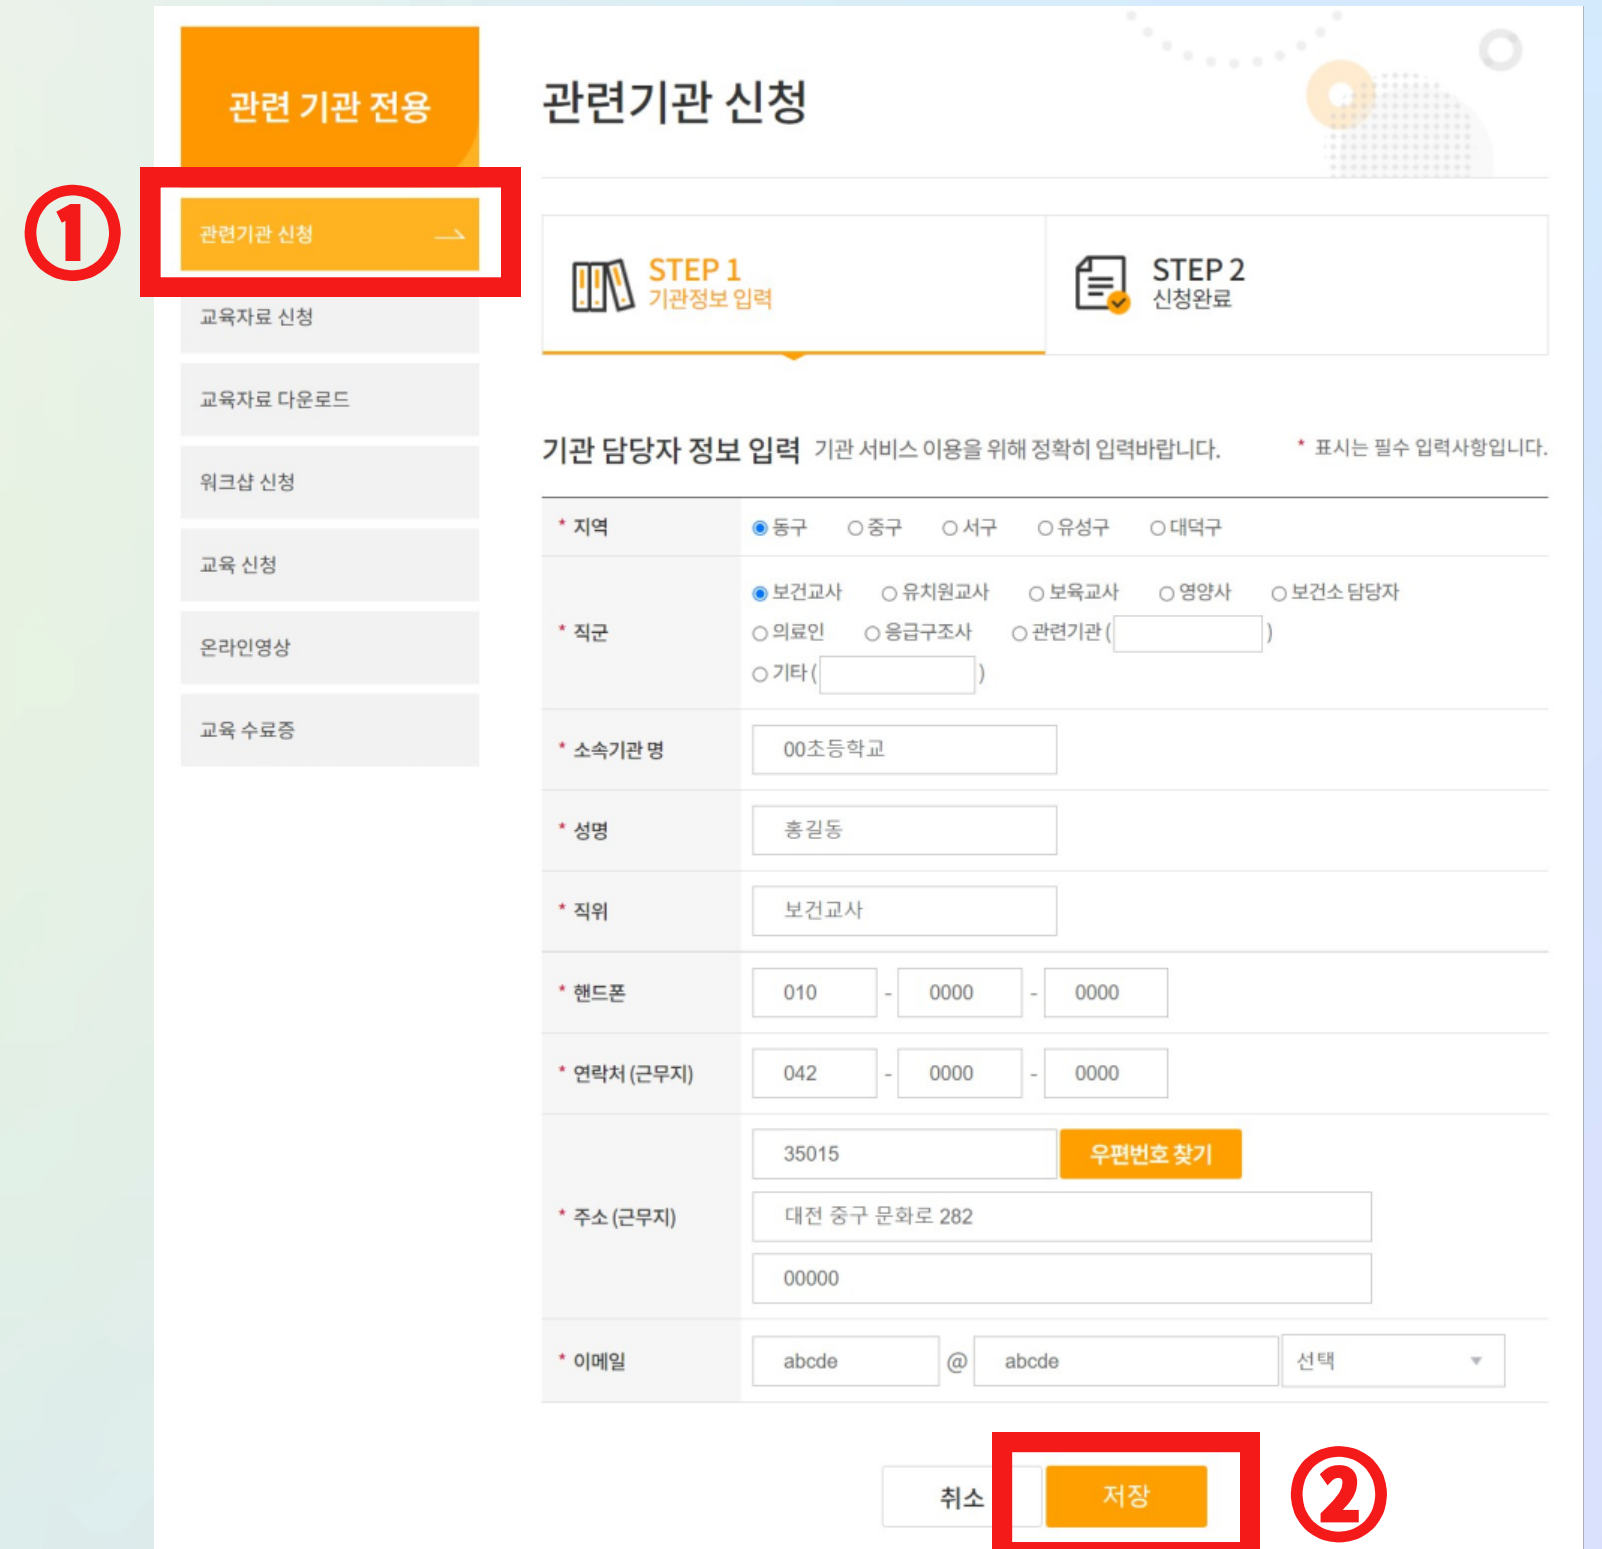 관련 기관 전용
①
관련기관 신청
교육자료 신청
교육자료 다운로드
워크샵 신청
교육 신청
온라인영상
교육 수료증
관련기관 신청
STEP 1
기관정보 입력
STEP 2
신청완료
기관 담당자 정보 입력 기관 서비스 이용을 위해 정확히 입력바랍니다. * 표시는 필수 입력사항입니다.
* 지역 동구 중구 서구 유성구 대덕구
* 직군 보건교사 유치원교사 보육교사 영양사 보건소 담당자
의료인 응급구조사 관련기관 ( )
기타 ( )
* 소속기관 명 00초등학교
* 성명 홍길동
* 직위 보건교사
* 핸드폰 010 - 0000 - 0000
* 연락처 (근무지) 042 - 0000 - 0000
* 주소 (근무지) 35015 우편번호 찾기
대전 중구 문화로 282
00000
* 이메일 abcde @ abcde 선택
취소 저장 ②